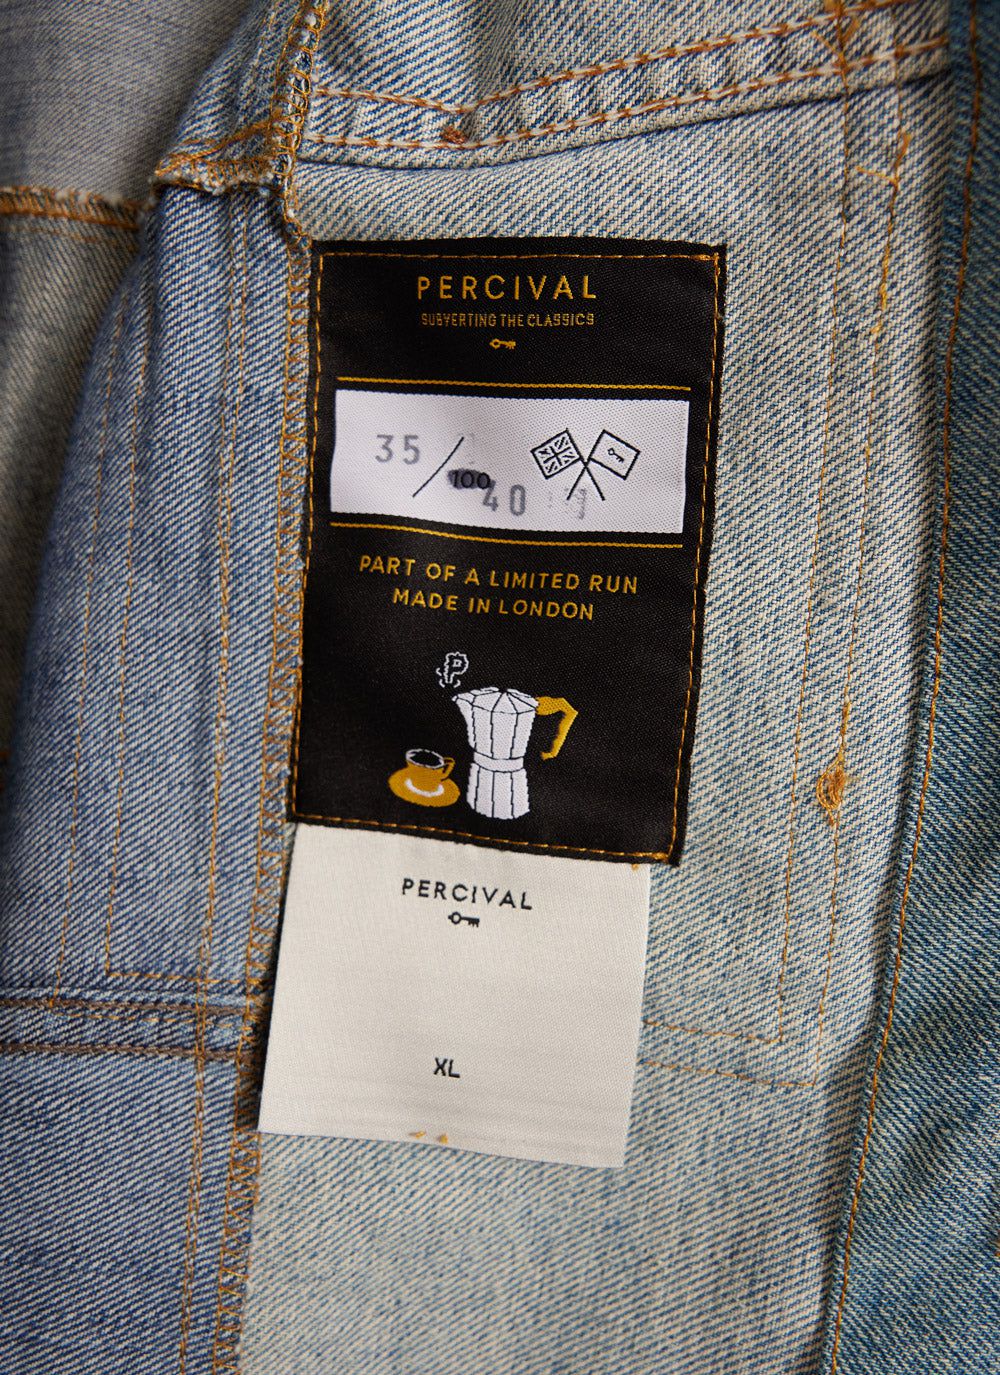 PERCIVAL
SUBVERTING THE CLASSICS
35/100 40
PART OF A LIMITED RUN
MADE IN LONDON
P
PERCIVAL
XL